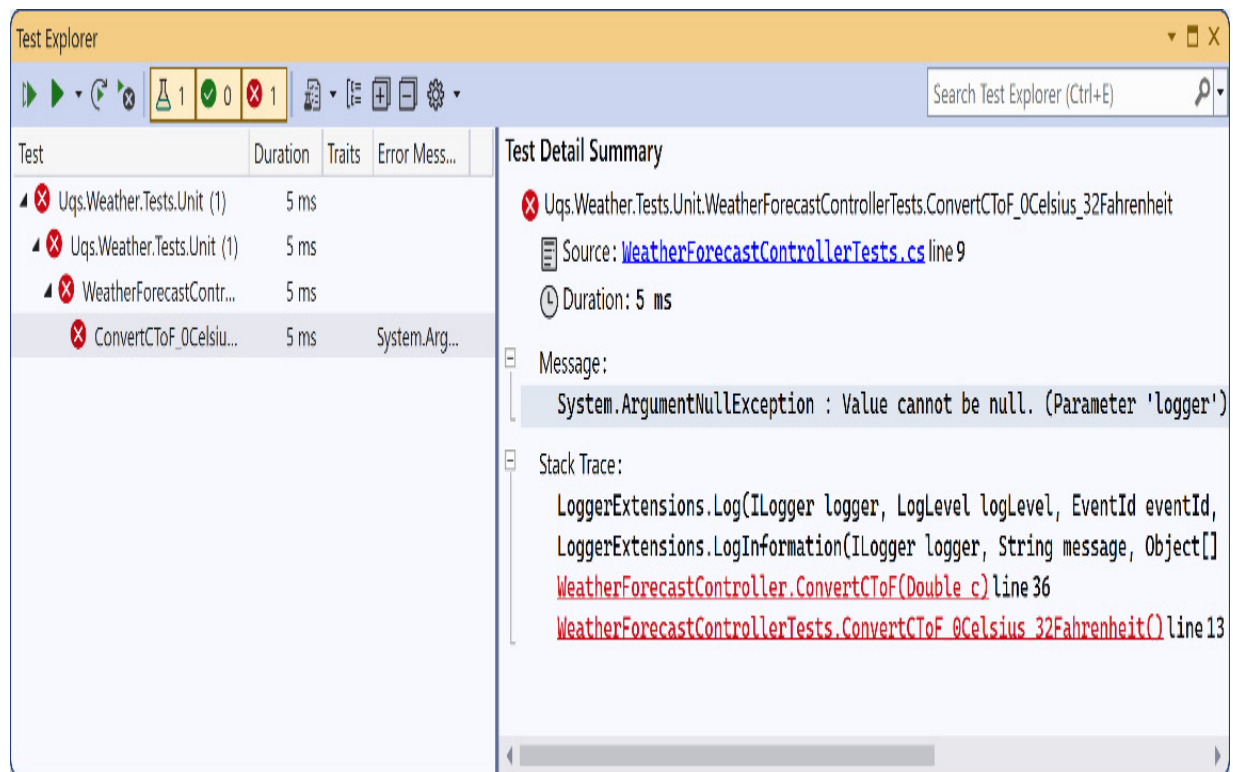 Test Explorer
1 0 1
Search Test Explorer (Ctrl+E)
Test Duration Traits Error Mess...
Uqs.Weather.Tests.Unit (1) 5 ms
Uqs.Weather.Tests.Unit (1) 5 ms
WeatherForecastContr... 5 ms
ConvertCToF_0Celsiu... 5 ms System.Arg...
Test Detail Summary
Uqs.Weather.Tests.Unit.WeatherForecastControllerTests.ConvertCToF_0Celsius_32Fahrenheit
Source: WeatherForecastControllerTests.cs line 9
Duration: 5 ms
Message:
System.ArgumentNullException : Value cannot be null. (Parameter 'logger')
Stack Trace:
LoggerExtensions.Log(ILogger logger, LogLevel logLevel, EventId eventId,
LoggerExtensions.LogInformation(ILogger logger, String message, Object[]
WeatherForecastController.ConvertCToF(Double c) line 36
WeatherForecastControllerTests.ConvertCToF_0Celsius_32Fahrenheit() line 13